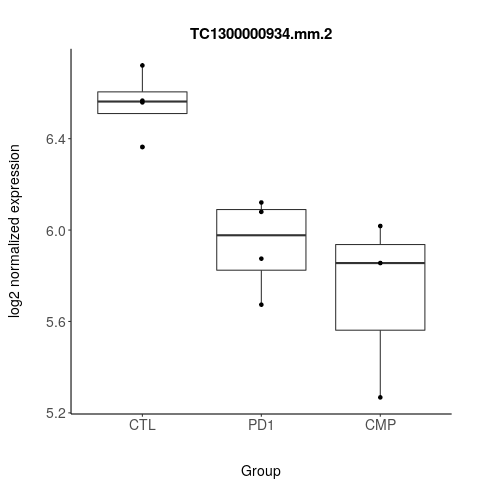 TC1300000934.mm.2
log2 normalized expression
6.4
6.0
5.6
5.2
CTL PD1 CMP
Group